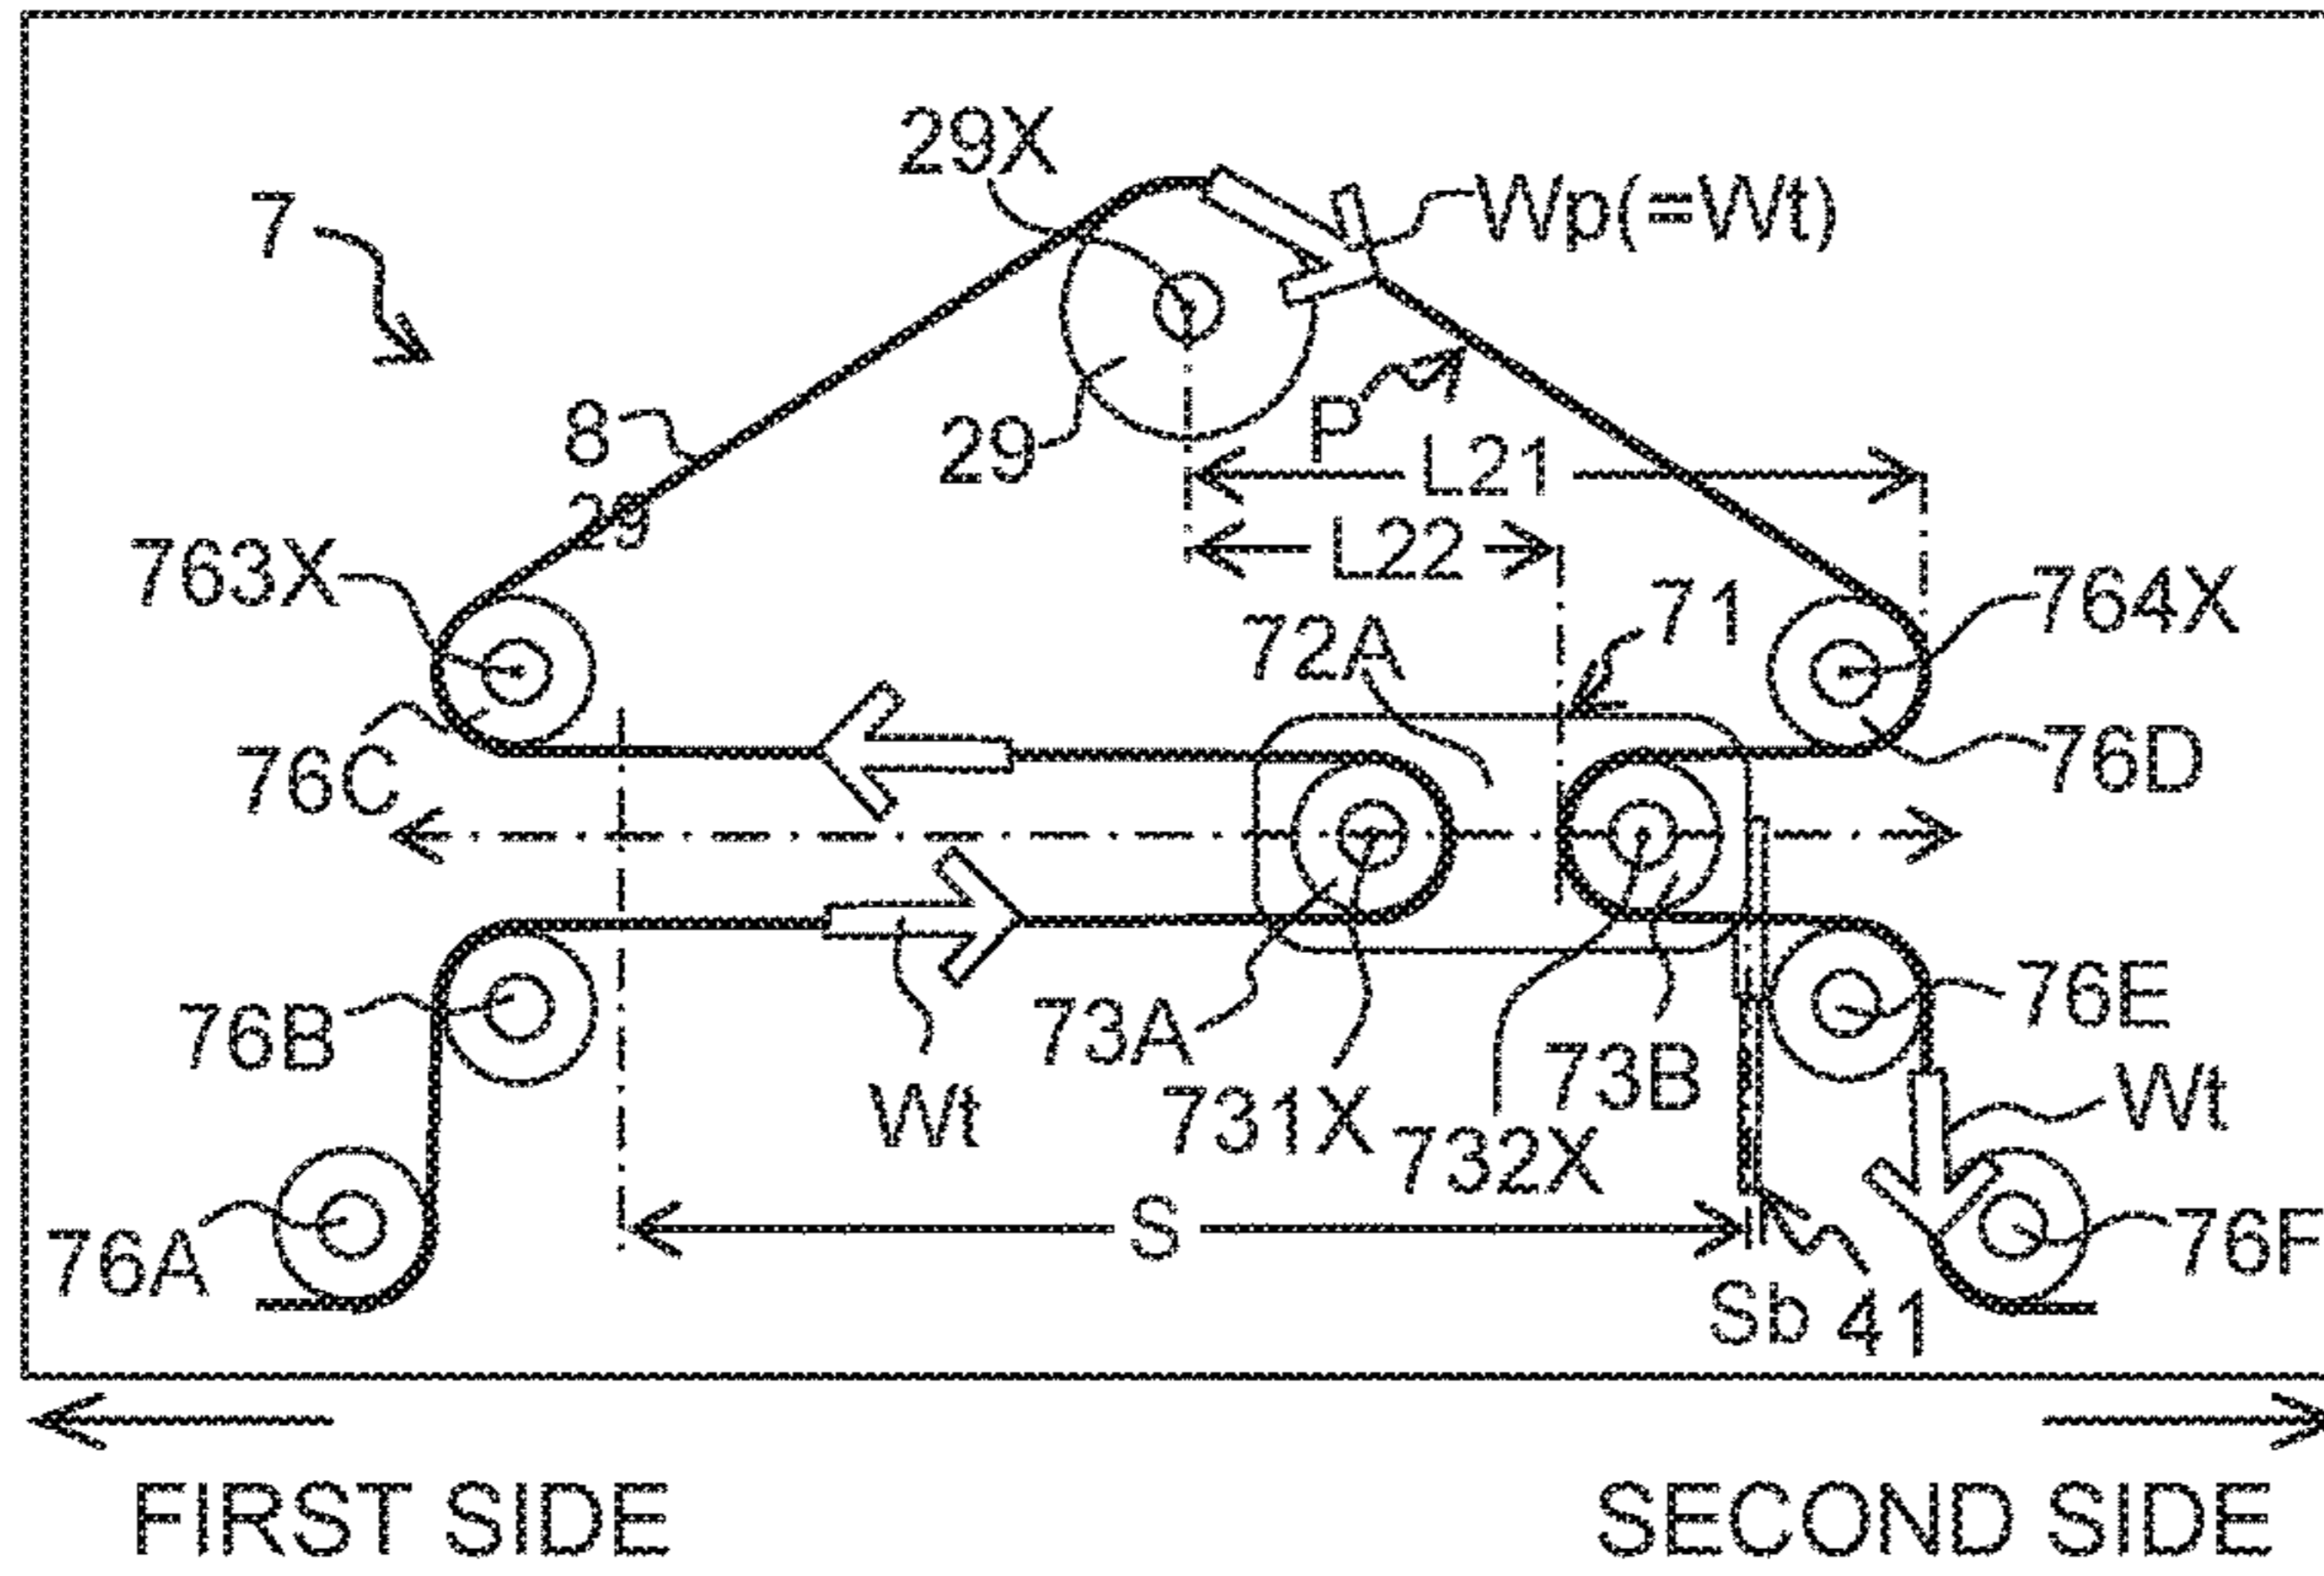 29X
7
Wp(=Wt)
8
29
P
L21
29
L22
763X
764X
71
72A
76C
76D
76B
73A
76E
Wt
73B
731X
Wt
732X
S
76A
76F
Sb 41
FIRST SIDE
SECOND SIDE